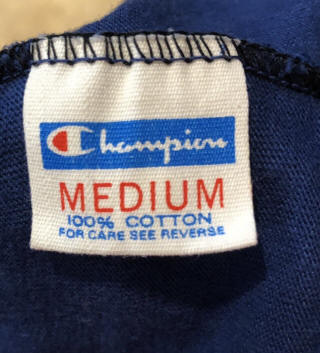 Champion
MEDIUM
100% COTTON
FOR CARE SEE REVERSE